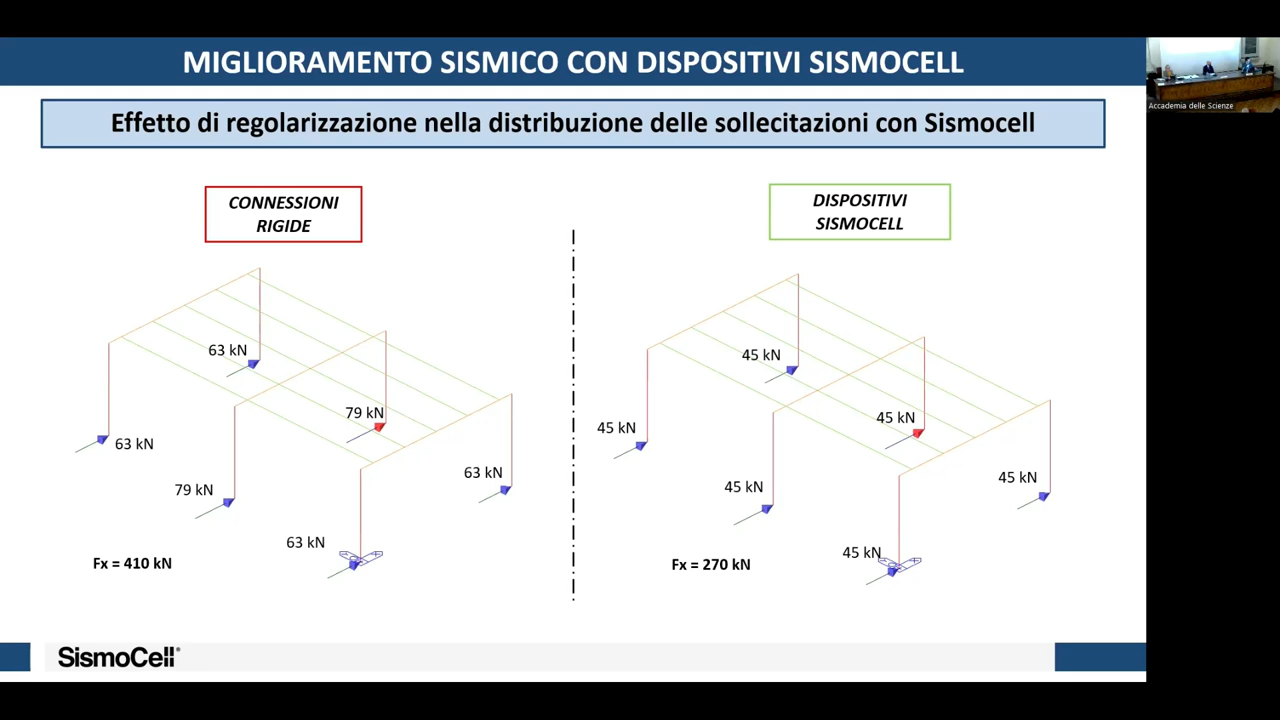 MIGLIORAMENTO SISMICO CON DISPOSITIVI SISMOCELL
Accademia delle Scienze
Effetto di regolarizzazione nella distribuzione delle sollecitazioni con Sismocell
CONNESSIONI
RIGIDE
63 kN
79 kN
63 kN
63 kN
79 kN
63 kN
Fx = 410 kN
DISPOSITIVI
SISMOCELL
45 kN
45 kN
45 kN
45 kN
45 kN
45 kN
Fx = 270 kN
SismoCell®